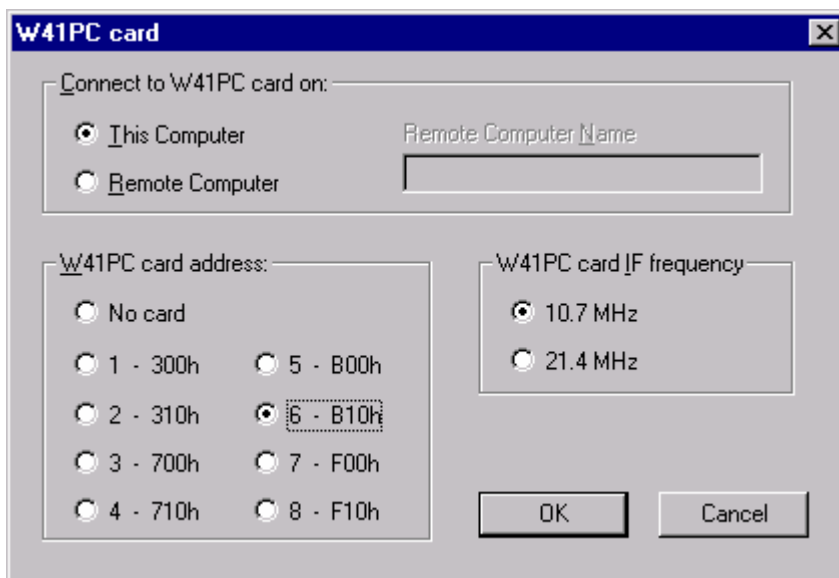 W41PC card
Connect to W41PC card on:
This Computer
Remote Computer Name
Remote Computer
W41PC card address:
No card
1 - 300h
5 - B00h
2 - 310h
6 - B10h
3 - 700h
7 - F00h
4 - 710h
8 - F10h
W41PC card IF frequency
10.7 MHz
21.4 MHz
OK
Cancel